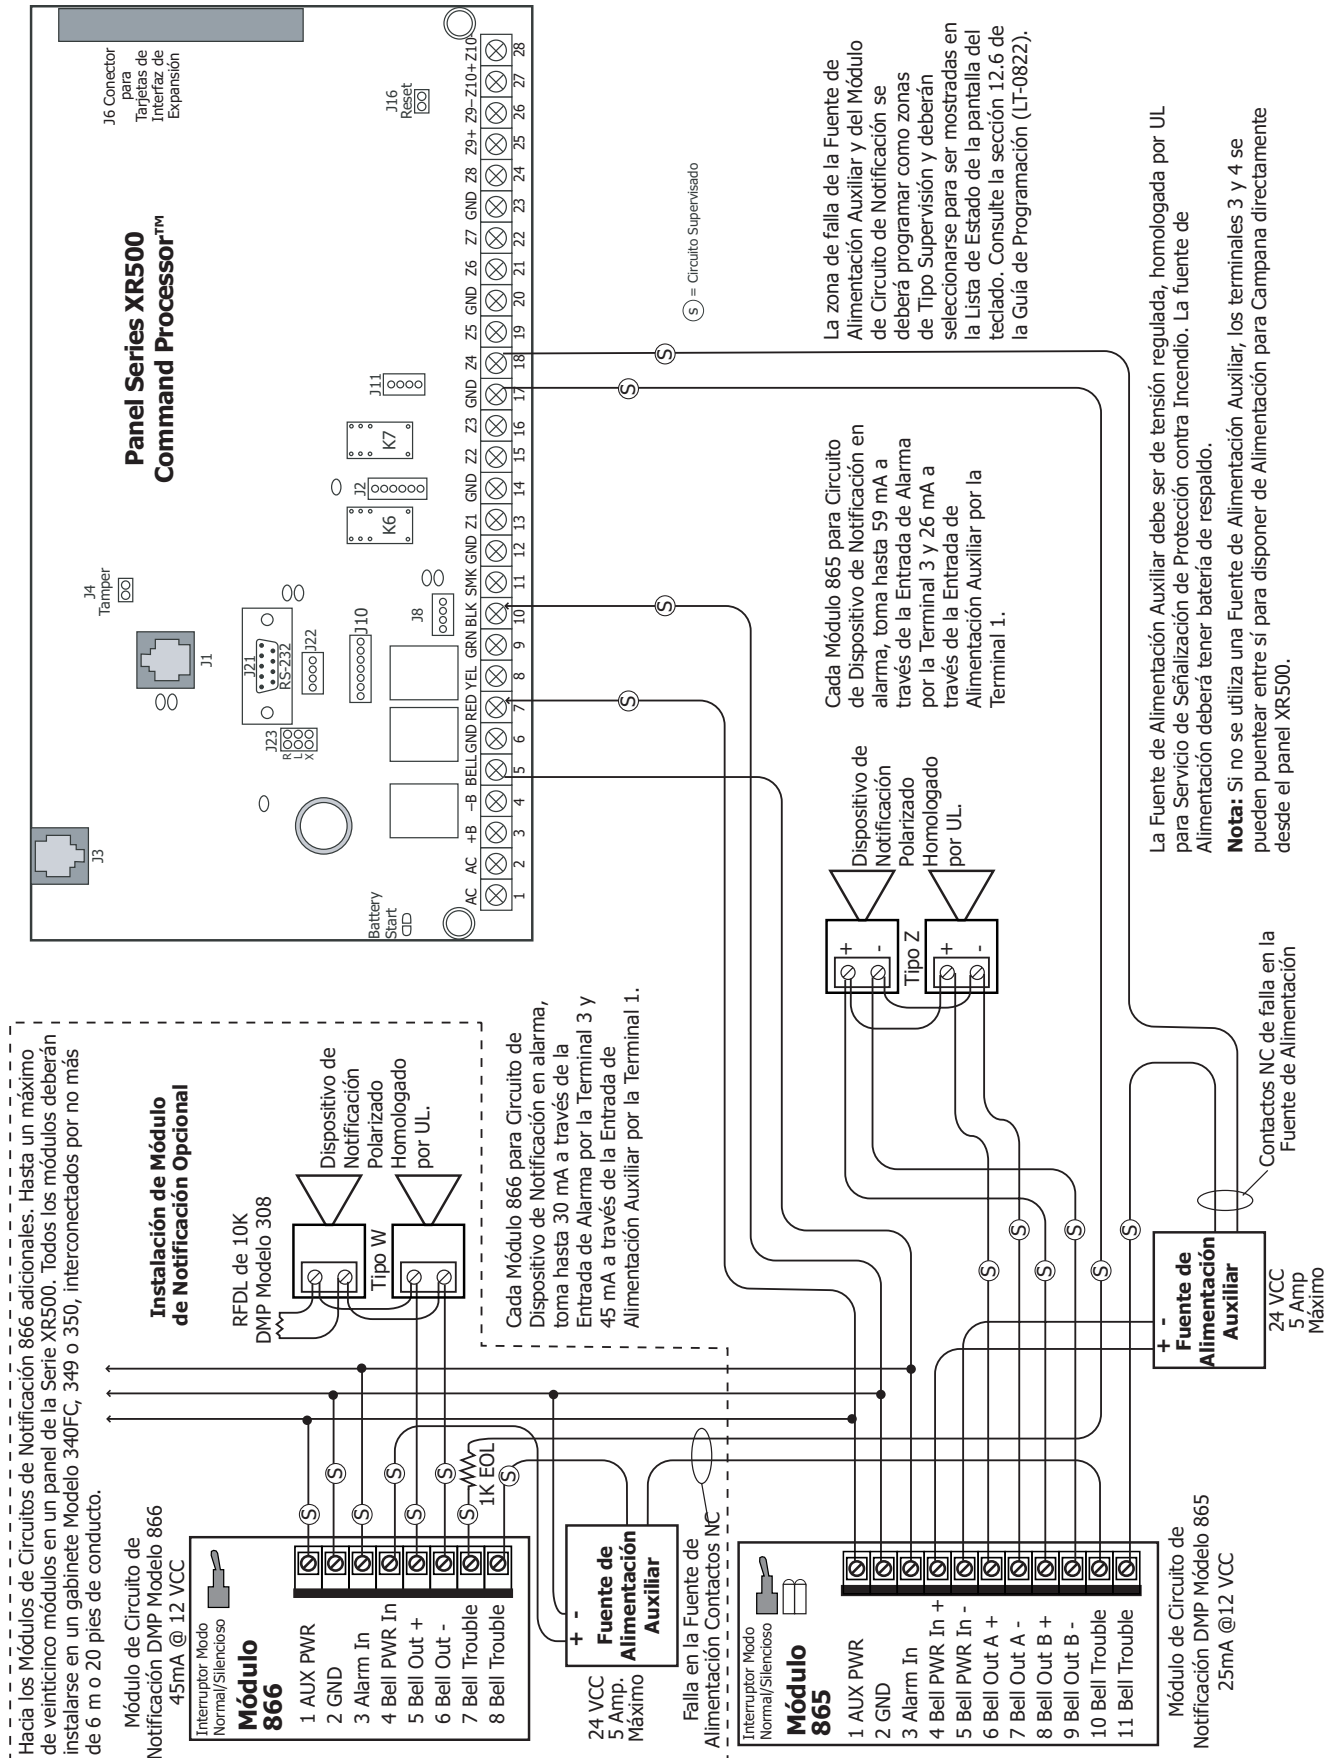 Hacia los Módulos de Circuitos de Notificación 866 adicionales. Hasta un máximo
de veinticinco módulos en un panel de la Serie XR500. Todos los módulos deberán
instalarse en un gabinete Modelo 340FC, 349 o 350, interconectados por no más
de 6 m o 20 pies de conducto.
Instalación de Módulo
de Notificación Opcional
RFDL de 10K
DMP Modelo 308
Dispositivo de
Notificación
Polarizado
Homologado
por UL.
Tipo W
Módulo de Circuito de
Notificación DMP Modelo 866
45mA @ 12 VCC
Interruptor Modo
Normal/Silencioso
Módulo
866
1 AUX PWR
2 GND
3 Alarm In
4 Bell PWR In
5 Bell Out +
6 Bell Out -
7 Bell Trouble
8 Bell Trouble
S
S
S
S
S
S
S
S
1K EOL
Cada Módulo 866 para Circuito de
Dispositivo de Notificación en alarma,
toma hasta 30 mA a través de la
Entrada de Alarma por la Terminal 3 y
45 mA a través de la Entrada de
Alimentación Auxiliar por la Terminal 1.
+ -
Fuente de
Alimentación
Auxiliar
24 VCC
5 Amp.
Máximo
Falla en la Fuente de
Alimentación Contactos NC
Interruptor Modo
Normal/Silencioso
Módulo
865
1 AUX PWR
2 GND
3 Alarm In
4 Bell PWR In +
5 Bell PWR In -
6 Bell Out A +
7 Bell Out A -
8 Bell Out B +
9 Bell Out B -
10 Bell Trouble
11 Bell Trouble
Módulo de Circuito de
Notificación DMP Módelo 865
25mA @12 VCC
S
S
S
S
S
S
+ -
Fuente de
Alimentación
Auxiliar
24 VCC
5 Amp
Máximo
Contactos NC de falla en la
Fuente de Alimentación
+
-
Tipo Z
+
-
Dispositivo de
Notificación
Polarizado
Homologado
por UL.
Cada Módulo 865 para Circuito
de Dispositivo de Notificación en
alarma, toma hasta 59 mA a
través de la Entrada de Alarma
por la Terminal 3 y 26 mA a
través de la Entrada de
Alimentación Auxiliar por la
Terminal 1.
S
S
S
S
Panel Series XR500
Command Processor™
J3
J1
J4
Tamper
J6 Conector
para
Tarjetas de
Interfaz de
Expansión
J16
Reset
J21
RS-232
J22
J23
R
L
X
J10
J8
K6
J2
K7
J11
Battery
Start
AC AC +B –B BELL GND RED YEL GRN BLK SMK GND Z1 GND Z2 Z3 GND Z4 Z5 GND Z6 Z7 GND Z8 Z9+ Z9– Z10+ Z10-
1 2 3 4 5 6 7 8 9 10 11 12 13 14 15 16 17 18 19 20 21 22 23 24 25 26 27 28
S = Circuito Supervisado
La zona de falla de la Fuente de
Alimentación Auxiliar y del Módulo
de Circuito de Notificación se
deberá programar como zonas
de Tipo Supervisión y deberán
seleccionarse para ser mostradas en
la Lista de Estado de la pantalla del
teclado. Consulte la sección 12.6 de
la Guía de Programación (LT-0822).
La Fuente de Alimentación Auxiliar debe ser de tensión regulada, homologada por UL
para Servicio de Señalización de Protección contra Incendio. La fuente de
Alimentación deberá tener batería de respaldo.
Nota: Si no se utiliza una Fuente de Alimentación Auxiliar, los terminales 3 y 4 se
pueden puentear entre sí para disponer de Alimentación para Campana directamente
desde el panel XR500.